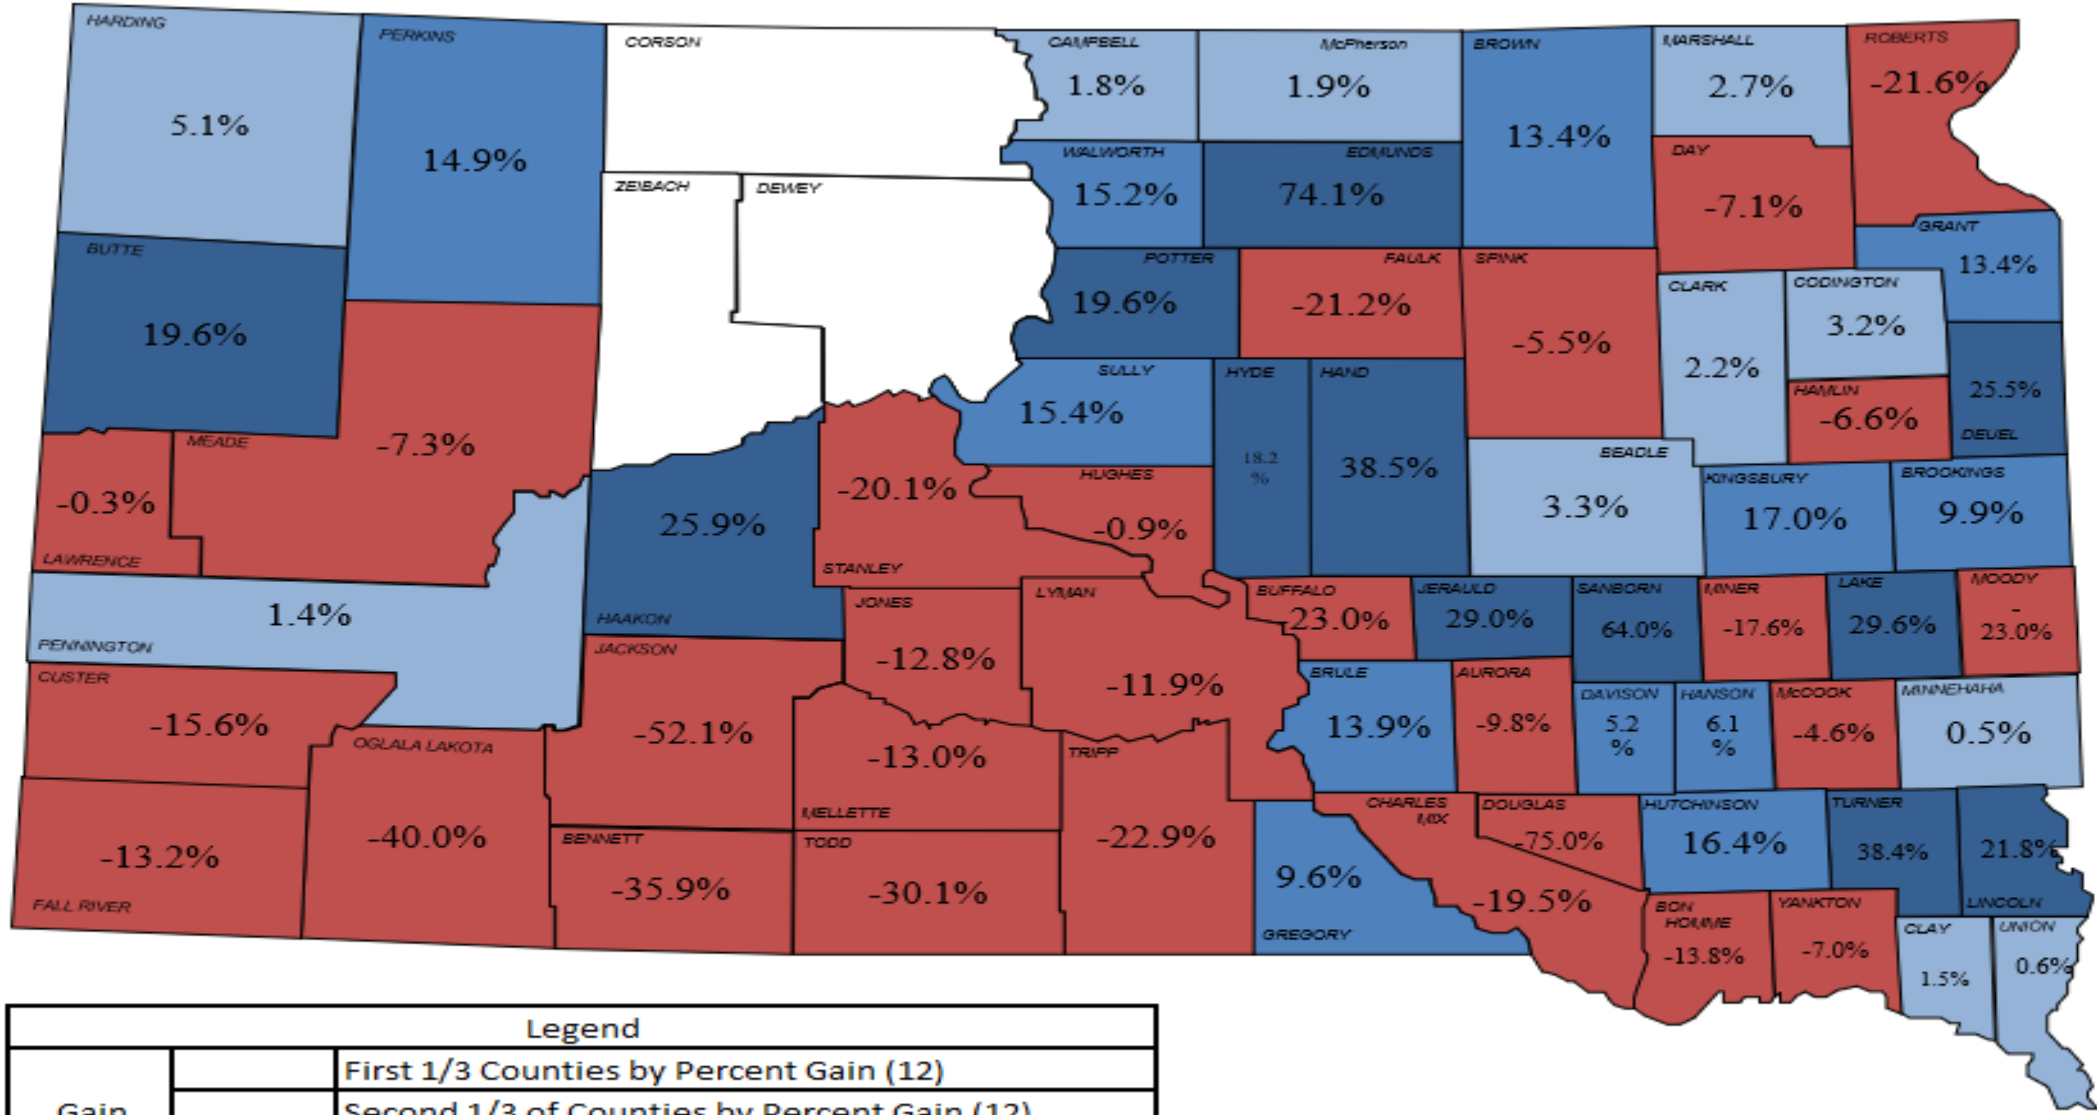 HARDING
5.1%
PERKINS
14.9%
CORSON
CAMPBELL
1.8%
McPherson
1.9%
BROWN
13.4%
MARSHALL
2.7%
ROBERTS
-21.6%
WALWORTH
15.2%
EDMUNDS
74.1%
DAY
-7.1%
ZEIBACH
DEWEY
GRANT
13.4%
BUTTE
19.6%
POTTER
19.6%
FAULK
-21.2%
SPINK
-5.5%
CLARK
2.2%
CODINGTON
3.2%
HAMLIN
-6.6%
25.5%
DEUEL
SULLY
15.4%
HYDE
18.2
%
HAND
38.5%
MEADE
-7.3%
-0.3%
LAWRENCE
25.9%
HAAKON
-20.1%
STANLEY
HUGHES
-0.9%
BEADLE
3.3%
KINGSBURY
17.0%
BROOKINGS
9.9%
1.4%
PENNINGTON
JONES
-12.8%
LYMAN
-11.9%
BUFFALO
-23.0%
JERAULD
29.0%
SANBORN
64.0%
MINER
-17.6%
LAKE
29.6%
MOODY
-
23.0%
CUSTER
-15.6%
JACKSON
-52.1%
BRULE
13.9%
AURORA
-9.8%
DAVISON
5.2
%
HANSON
6.1
%
McCOOK
-4.6%
MINNEHAHA
0.5%
OGLALA LAKOTA
-40.0%
-13.0%
MELLETTE
TRIPP
-22.9%
-13.2%
FALL RIVER
BENNETT
-35.9%
TODD
-30.1%
9.6%
GREGORY
CHARLES
MIX
-19.5%
DOUGLAS
-75.0%
HUTCHINSON
16.4%
TURNER
38.4%
21.8%
LINCOLN
BON
HOMME
-13.8%
YANKTON
-7.0%
CLAY
1.5%
UNION
0.6%
Legend
First 1/3 Counties by Percent Gain (12)
Gain
Second 1/3 of Counties by Percent Gain (12)